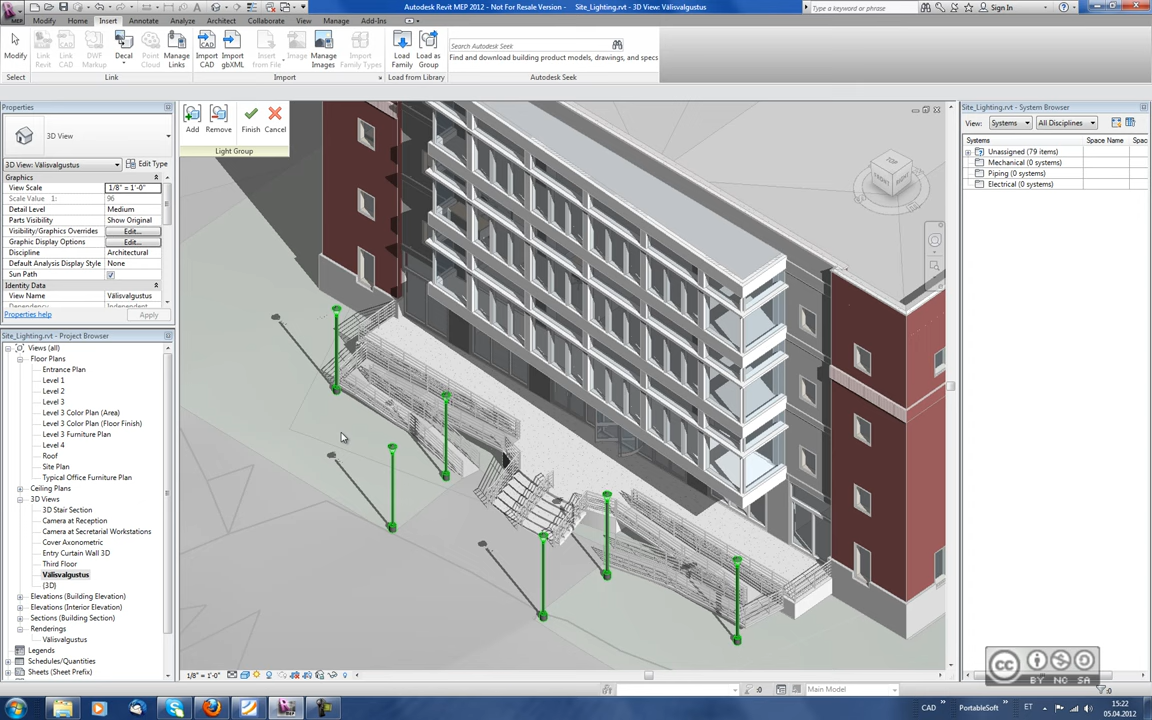 Autodesk Revit MEP 2012 - Not For Resale Version - Site_Lighting.rvt - 3D View: Välisvalgustus
Type a keyword or phrase
Sign In
Modify
Home
Insert
Annotate
Analyze
Architect
Collaborate
View
Manage
Add-Ins
Modify
Link Revit
Link CAD
DWF Markup
Decal
Point Cloud
Manage Links
Import CAD
Import gbXML
Insert from File
Image
Manage Images
Import Family Types
Load Family
Load as Group
Search Autodesk Seek
Find and download building product models, drawings, and specs
Select
Link
Import
Load from Library
Autodesk Seek
Properties
3D View
3D View: Välisvalgustus
Edit Type
Graphics
View Scale 1/8" = 1'-0"
Scale Value 1: 96
Detail Level Medium
Parts Visibility Show Original
Visibility/Graphics Overrides Edit...
Graphic Display Options Edit...
Discipline Architectural
Default Analysis Display Style None
Sun Path
Identity Data
View Name Välisvalgustus
Dependency Independent
Properties help
Apply
Site_Lighting.rvt - Project Browser
Views (all)
Floor Plans
Entrance Plan
Level 1
Level 2
Level 3
Level 3 Color Plan (Area)
Level 3 Color Plan (Floor Finish)
Level 3 Furniture Plan
Level 4
Roof
Site Plan
Typical Office Furniture Plan
Ceiling Plans
3D Views
3D Stair Section
Camera at Reception
Camera at Secretarial Workstations
Cover Axonometric
Entry Curtain Wall 3D
Third Floor
Välisvalgustus
{3D}
Elevations (Building Elevation)
Elevations (Interior Elevation)
Sections (Building Section)
Renderings
Välisvalgustus
Legends
Schedules/Quantities
Sheets (Sheet Prefix)
Add
Remove
Finish
Cancel
Light Group
TOP
FRONT
RIGHT
Site_Lighting.rvt - System Browser
View: Systems All Disciplines
Systems Space Name Spac
Unassigned (79 items)
Mechanical (0 systems)
Piping (0 systems)
Electrical (0 systems)
1/8" = 1'-0"
:0
Main Model
:0
cc
BY NC SA
CAD
PortableSoft
ET
15:22
05.04.2012